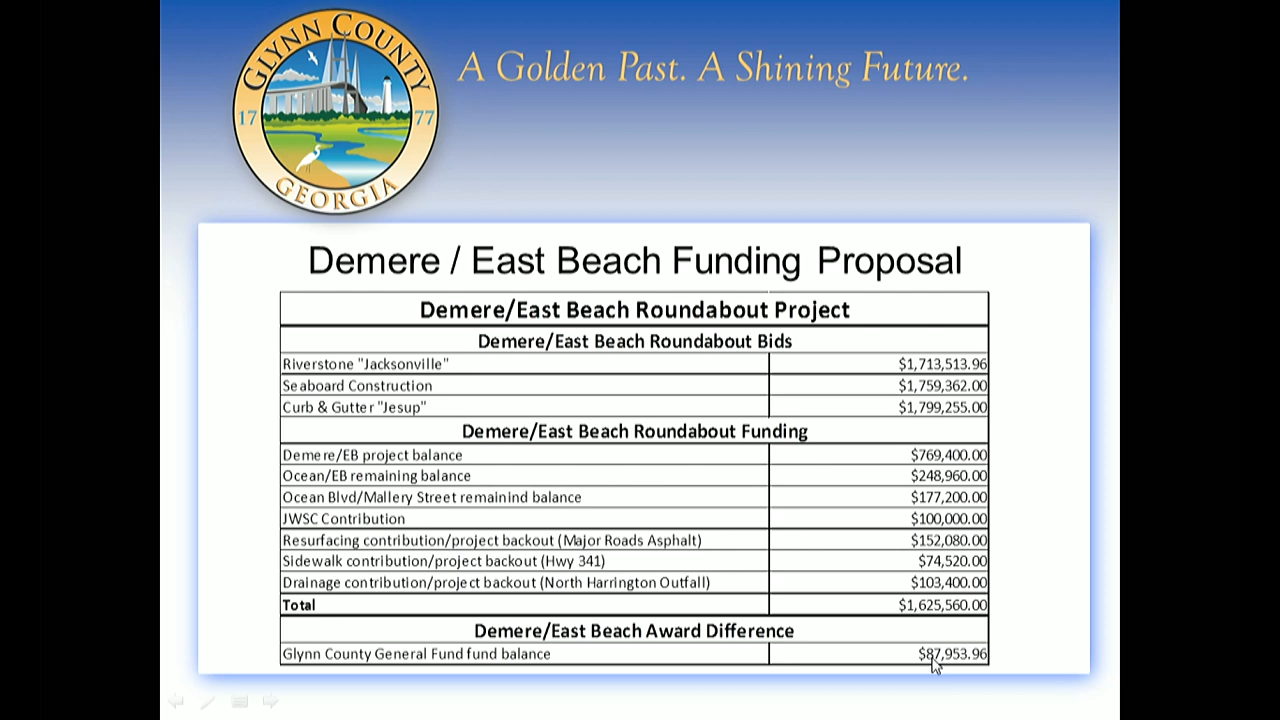 GLYNN COUNTY
17 77
GEORGIA
A Golden Past. A Shining Future.
Demere / East Beach Funding Proposal
Demere/East Beach Roundabout Project
Demere/East Beach Roundabout Bids
Riverstone "Jacksonville" $1,713,513.96
Seaboard Construction $1,759,362.00
Curb & Gutter "Jesup" $1,799,255.00
Demere/East Beach Roundabout Funding
Demere/EB project balance $769,400.00
Ocean/EB remaining balance $248,960.00
Ocean Blvd/Mallery Street remainind balance $177,200.00
JWSC Contribution $100,000.00
Resurfacing contribution/project backout (Major Roads Asphalt) $152,080.00
Sidewalk contribution/project backout (Hwy 341) $74,520.00
Drainage contribution/project backout (North Harrington Outfall) $103,400.00
Total $1,625,560.00
Demere/East Beach Award Difference
Glynn County General Fund fund balance $87,953.96